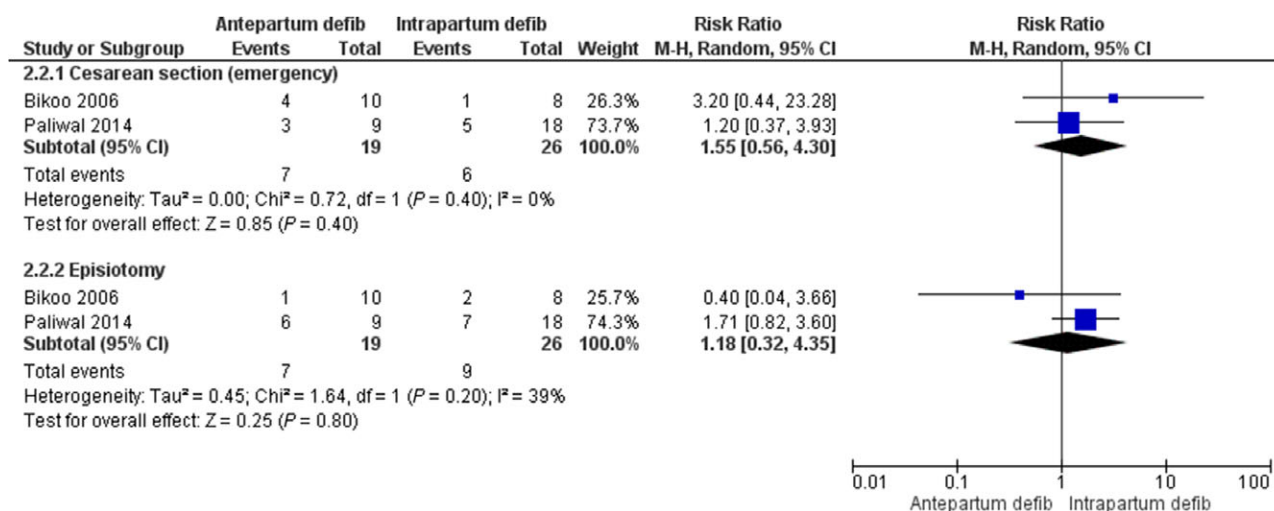 Antepartum defib Intrapartum defib Risk Ratio Risk Ratio
Study or Subgroup Events Total Events Total Weight M-H, Random, 95% CI M-H, Random, 95% CI
2.2.1 Cesarean section (emergency)
Bikoo 2006 4 10 1 8 26.3% 3.20 [0.44, 23.28]
Paliwal 2014 3 9 5 18 73.7% 1.20 [0.37, 3.93]
Subtotal (95% CI) 19 26 100.0% 1.55 [0.56, 4.30]
Total events 7 6
Heterogeneity: Tau² = 0.00; Chi² = 0.72, df = 1 (P = 0.40); I² = 0%
Test for overall effect: Z = 0.85 (P = 0.40)
2.2.2 Episiotomy
Bikoo 2006 1 10 2 8 25.7% 0.40 [0.04, 3.66]
Paliwal 2014 6 9 7 18 74.3% 1.71 [0.82, 3.60]
Subtotal (95% CI) 19 26 100.0% 1.18 [0.32, 4.35]
Total events 7 9
Heterogeneity: Tau² = 0.45; Chi² = 1.64, df = 1 (P = 0.20); I² = 39%
Test for overall effect: Z = 0.25 (P = 0.80)
0.01 0.1 1 10 100
Antepartum defib Intrapartum defib